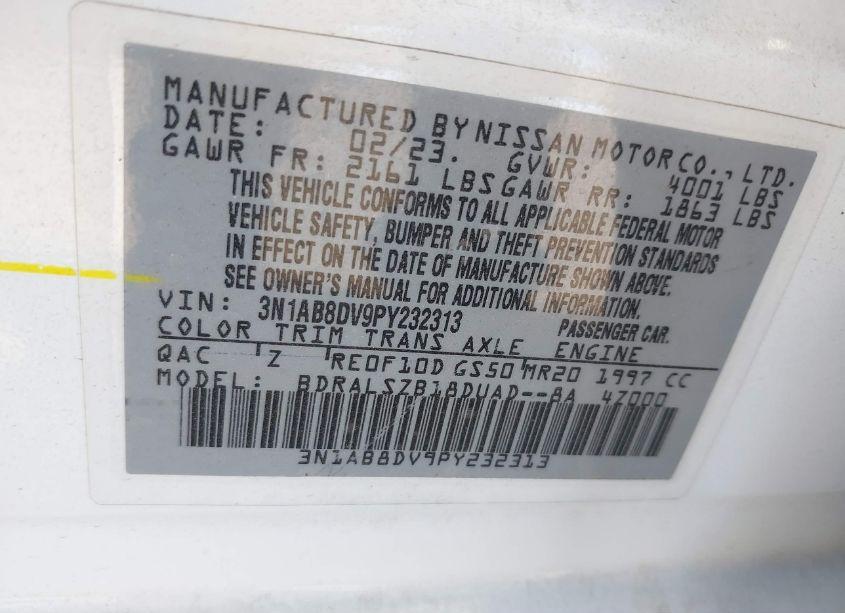 MANUFACTURED BY NISSAN MOTOR CO., LTD.
DATE: 02/23. GVWR: 4001 LBS
GAWR FR: 2161 LBS GAWR RR: 1863 LBS
THIS VEHICLE CONFORMS TO ALL APPLICABLE FEDERAL MOTOR
VEHICLE SAFETY, BUMPER AND THEFT PREVENTION STANDARDS
IN EFFECT ON THE DATE OF MANUFACTURE SHOWN ABOVE.
SEE OWNER'S MANUAL FOR ADDITIONAL INFORMATION.
VIN: 3N1AB8DV9PY232313 PASSENGER CAR.
COLOR TRIM TRANS AXLE ENGINE
QAC Z RE0F10D GS50 MR20 1997 CC
MODEL: BDRALSZB18DUAD--BA 4Z000
3N1AB8DV9PY232313